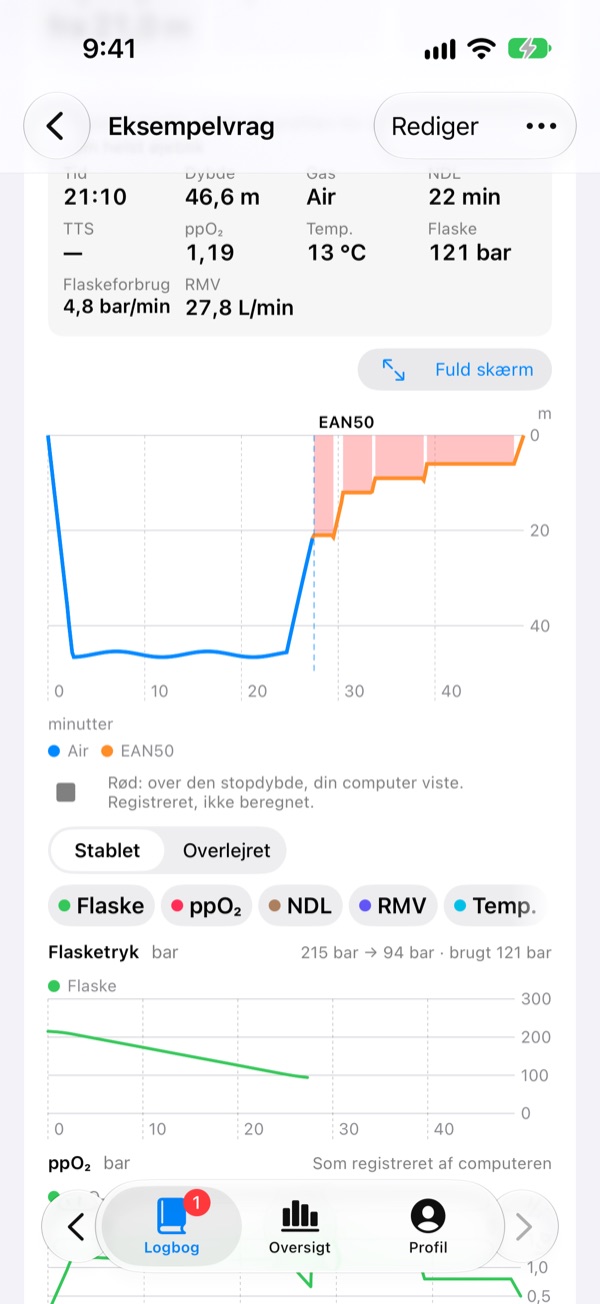 9:41
Eksempelvrag
Rediger
Tid Dybde Gas NDL
21:10 46,6 m Air 22 min
TTS ppO₂ Temp. Flaske
— 1,19 13 °C 121 bar
Flaskeforbrug RMV
4,8 bar/min 27,8 L/min
Fuld skærm
EAN50
m
0
20
40
0 10 20 30 40
minutter
Air EAN50
Rød: over den stopdybde, din computer viste.
Registreret, ikke beregnet.
Stablet Overlejret
Flaske ppO₂ NDL RMV Temp.
Flasketryk bar 215 bar → 94 bar · brugt 121 bar
Flaske
300
200
100
0
0 10 20 30 40
ppO₂ bar Som registreret af computeren
1
Logbog Oversigt Profil
1,0
0,5